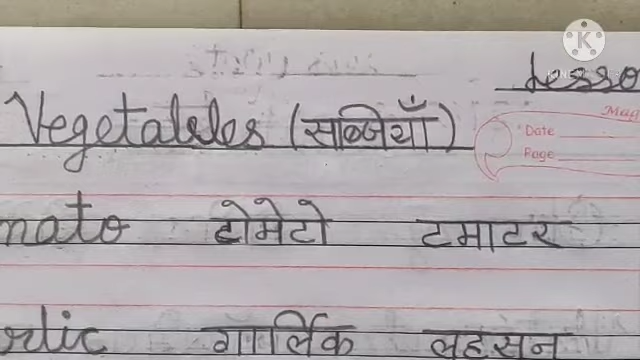 Lesso
Vegetables (सब्जियाँ)
Date
Page
mato टोमेटो टमाटर
rlic गार्लिक लहसन